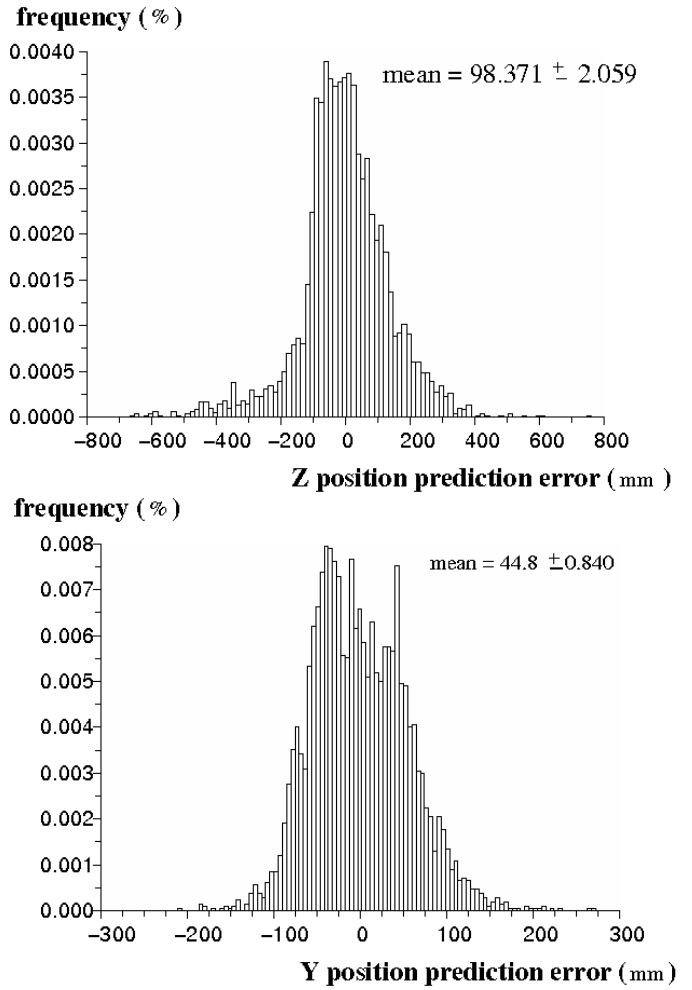 frequency ( % )
0.0040
mean = 98.371 ± 2.059
0.0035
0.0030
0.0025
0.0020
0.0015
0.0010
0.0005
0.0000
−800 −600 −400 −200 0 200 400 600 800
Z position prediction error ( mm )
frequency ( % )
0.008
mean = 44.8 ±0.840
0.007
0.006
0.005
0.004
0.003
0.002
0.001
0.000
−300 −200 −100 0 100 200 300
Y position prediction error ( mm )